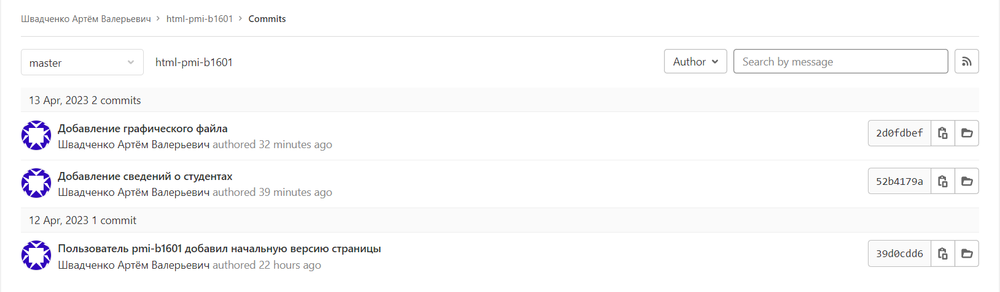 Швадченко Артём Валерьевич > html-pmi-b1601 > Commits
master html-pmi-b1601 Author Search by message
13 Apr, 2023 2 commits
Добавление графического файла 2d0fdbef
Швадченко Артём Валерьевич authored 32 minutes ago
Добавление сведений о студентах 52b4179a
Швадченко Артём Валерьевич authored 39 minutes ago
12 Apr, 2023 1 commit
Пользователь pmi-b1601 добавил начальную версию страницы 39d0cdd6
Швадченко Артём Валерьевич authored 22 hours ago